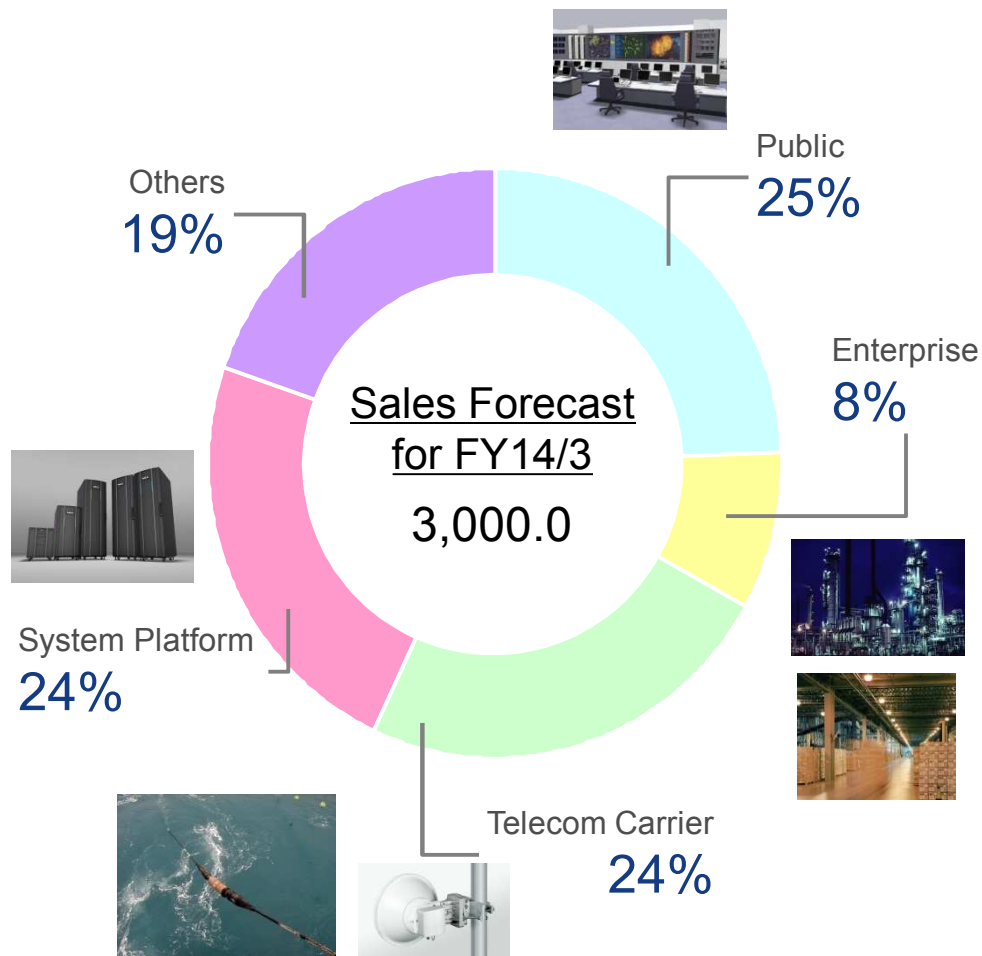 Public
25%
Others
19%
Enterprise
8%
Sales Forecast
for FY14/3
3,000.0
System Platform
24%
Telecom Carrier
24%